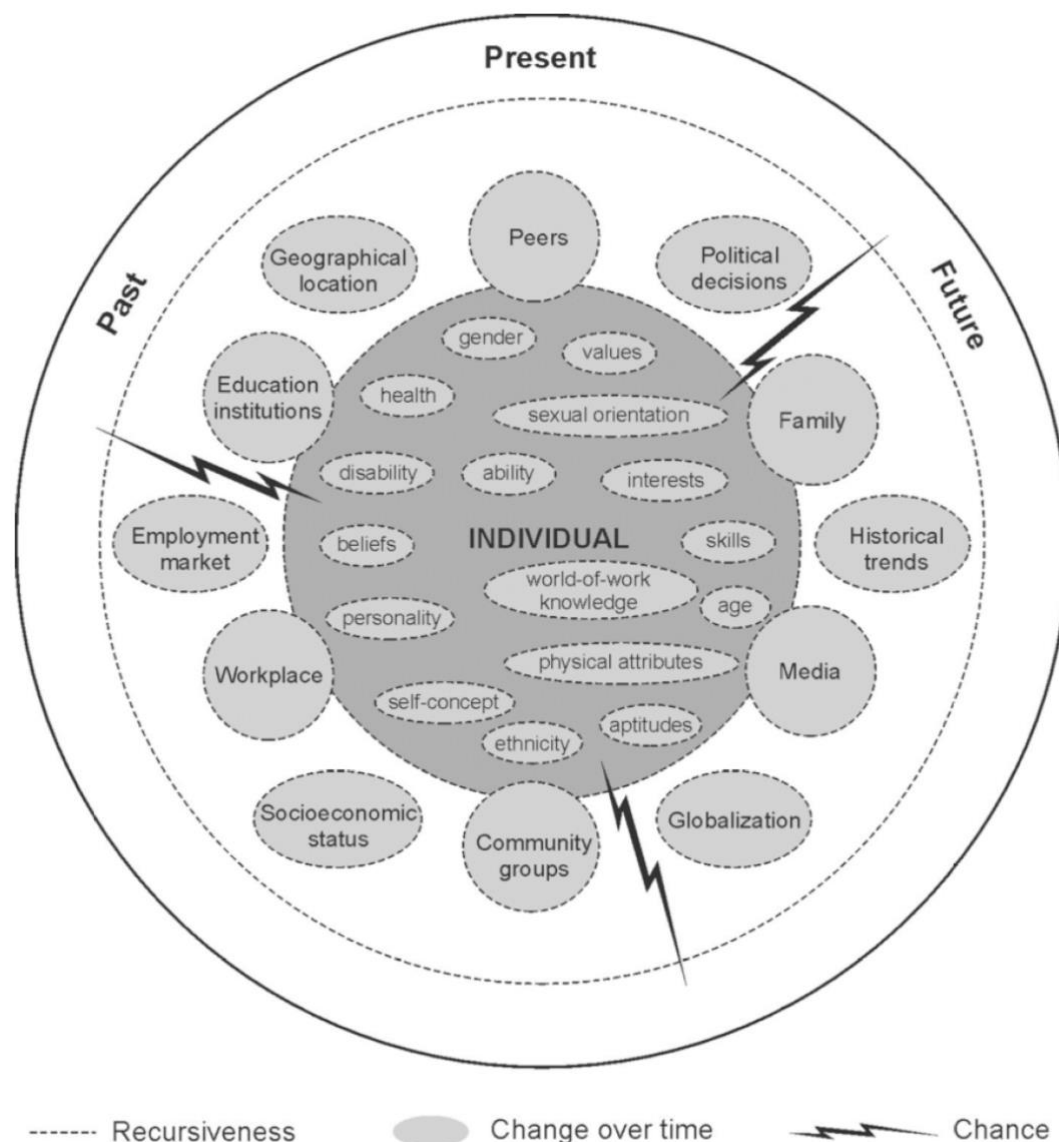 Present
Past
Future
Peers
Geographical
location
Political
decisions
gender
values
Education
institutions
health
sexual orientation
Family
disability
ability
interests
Employment
market
beliefs
INDIVIDUAL
skills
Historical
trends
world-of-work
knowledge
age
personality
Workplace
physical attributes
Media
self-concept
ethnicity
aptitudes
Socioeconomic
status
Community
groups
Globalization
Recursiveness
Change over time
Chance